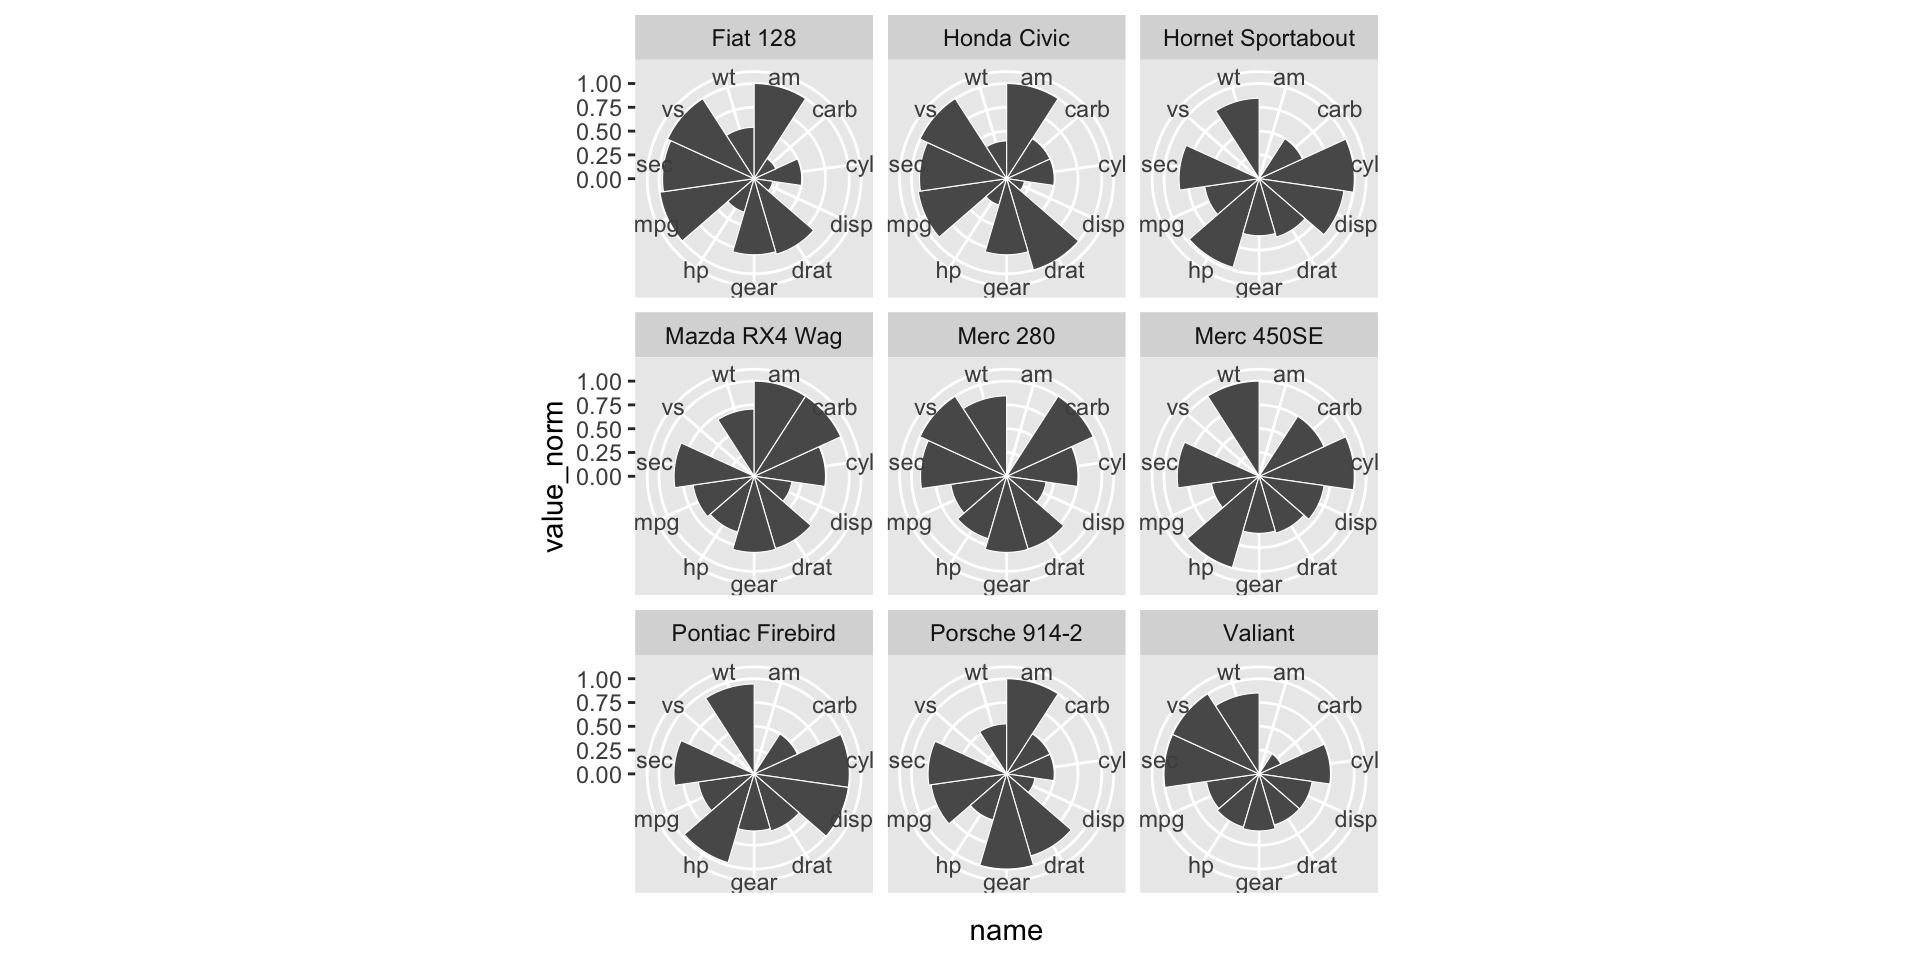 Fiat 128
Honda Civic
Hornet Sportabout
1.00
0.75
0.50
0.25
0.00
wt am
vs carb
sec cyl
mpg disp
hp drat
gear
wt am
vs carb
sec cyl
mpg disp
hp drat
gear
wt am
vs carb
sec cyl
mpg disp
hp drat
gear
Mazda RX4 Wag
Merc 280
Merc 450SE
value_norm
1.00
0.75
0.50
0.25
0.00
wt am
vs carb
sec cyl
mpg disp
hp drat
gear
wt am
vs carb
sec cyl
mpg disp
hp drat
gear
wt am
vs carb
sec cyl
mpg disp
hp drat
gear
Pontiac Firebird
Porsche 914-2
Valiant
1.00
0.75
0.50
0.25
0.00
wt am
vs carb
sec cyl
mpg disp
hp drat
gear
wt am
vs carb
sec cyl
mpg disp
hp drat
gear
wt am
vs carb
sec cyl
mpg disp
hp drat
gear
name